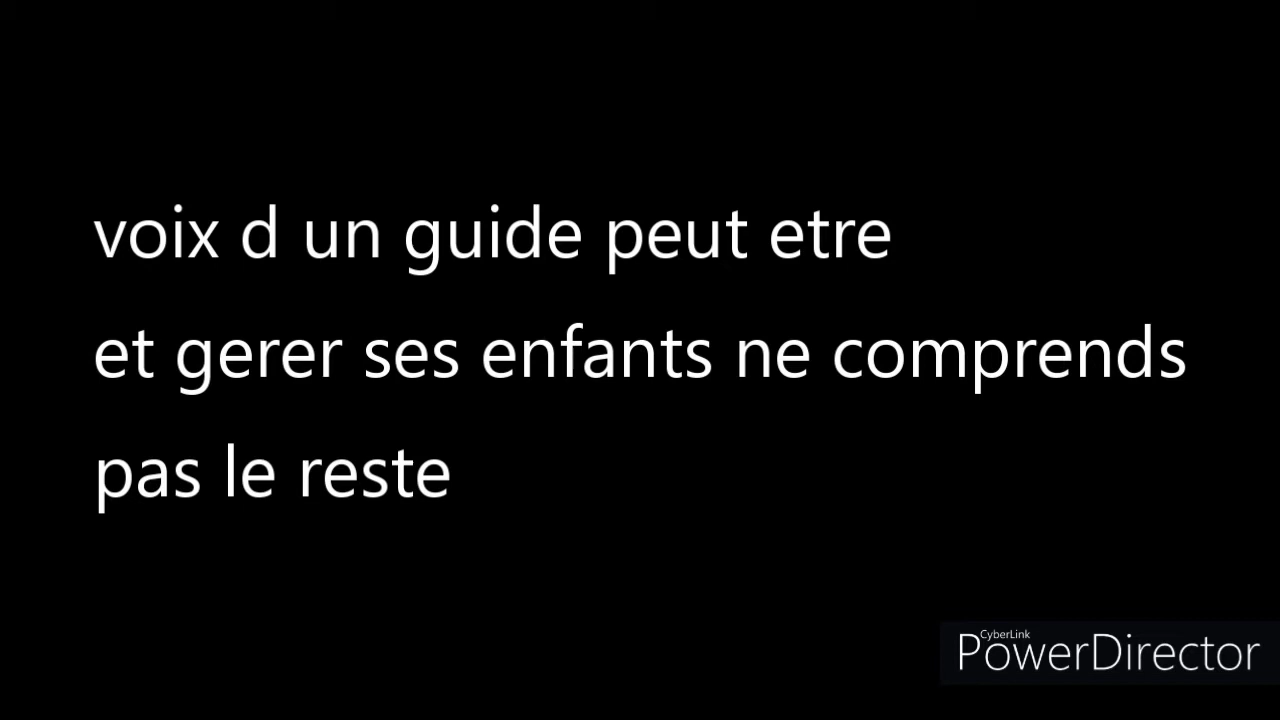 voix d un guide peut etre
et gerer ses enfants ne comprends
pas le reste
CyberLink
PowerDirector